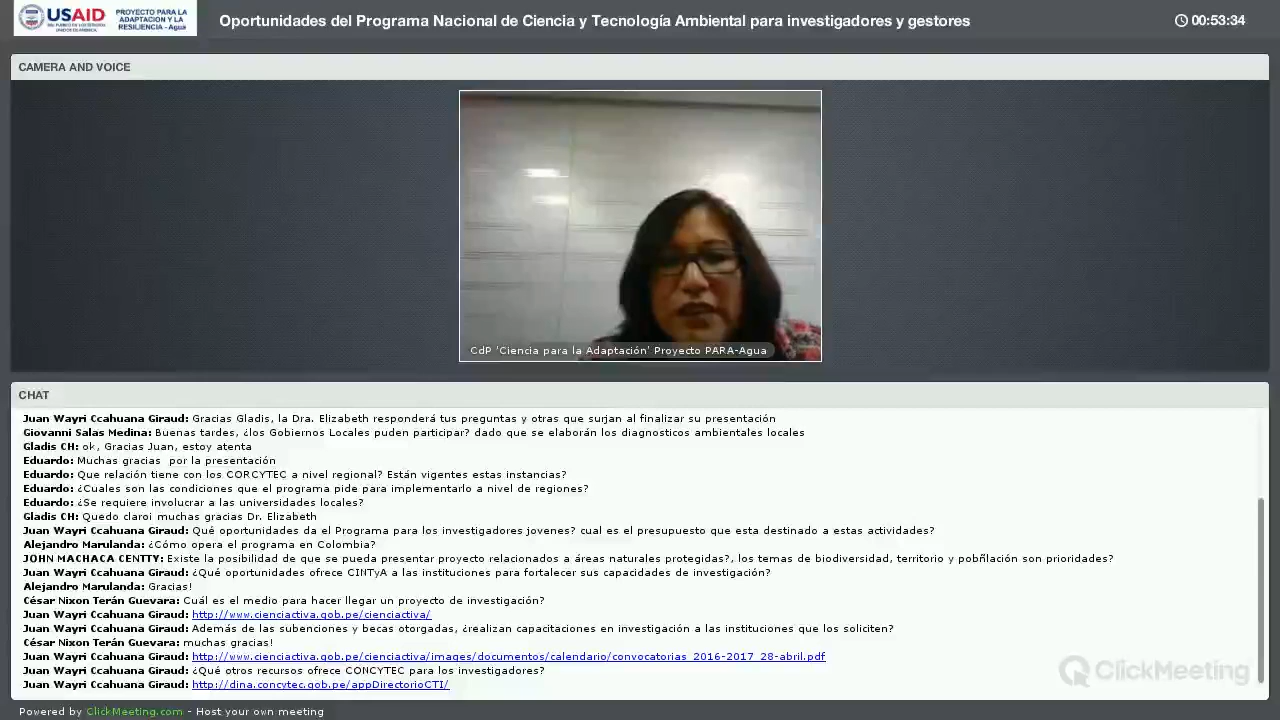 USAID
DEL PUEBLO DE LOS ESTADOS
UNIDOS DE AMÉRICA
PROYECTO PARA LA
ADAPTACIÓN Y LA
RESILIENCIA - Agua
Oportunidades del Programa Nacional de Ciencia y Tecnología Ambiental para investigadores y gestores
00:53:34
CAMERA AND VOICE
CdP 'Ciencia para la Adaptación' Proyecto PARA-Agua
CHAT
Juan Wayri Ccahuana Giraud: Gracias Gladis, la Dra. Elizabeth responderá tus preguntas y otras que surjan al finalizar su presentación
Giovanni Salas Medina: Buenas tardes, ¿los Gobiernos Locales puden participar? dado que se elaborán los diagnosticos ambientales locales
Gladis CH: ok, Gracias Juan, estoy atenta
Eduardo: Muchas gracias por la presentación
Eduardo: Que relación tiene con los CORCYTEC a nivel regional? Están vigentes estas instancias?
Eduardo: ¿Cuales son las condiciones que el programa pide para implementarlo a nivel de regiones?
Eduardo: ¿Se requiere involucrar a las universidades locales?
Gladis CH: Quedo claroi muchas gracias Dr. Elizabeth
Juan Wayri Ccahuana Giraud: Qué oportunidades da el Programa para los investigadores jovenes? cual es el presupuesto que esta destinado a estas actividades?
Alejandro Marulanda: ¿Cómo opera el programa en Colombia?
JOHN MACHACA CENTTY: Existe la posibilidad de que se pueda presentar proyecto relacionados a áreas naturales protegidas?, los temas de biodiversidad, territorio y pobñlación son prioridades?
Juan Wayri Ccahuana Giraud: ¿Qué oportunidades ofrece CINTyA a las instituciones para fortalecer sus capacidades de investigación?
Alejandro Marulanda: Gracias!
César Nixon Terán Guevara: Cuál es el medio para hacer llegar un proyecto de investigación?
Juan Wayri Ccahuana Giraud: http://www.cienciactiva.gob.pe/cienciactiva/
Juan Wayri Ccahuana Giraud: Además de las subenciones y becas otorgadas, ¿realizan capacitaciones en investigación a las instituciones que los soliciten?
César Nixon Terán Guevara: muchas gracias!
Juan Wayri Ccahuana Giraud: http://www.cienciactiva.gob.pe/cienciactiva/images/documentos/calendario/convocatorias_2016-2017_28-abril.pdf
Juan Wayri Ccahuana Giraud: ¿Qué otros recursos ofrece CONCYTEC para los investigadores?
Juan Wayri Ccahuana Giraud: http://dina.concytec.gob.pe/appDirectorioCTI/
ClickMeeting
Powered by ClickMeeting.com - Host your own meeting